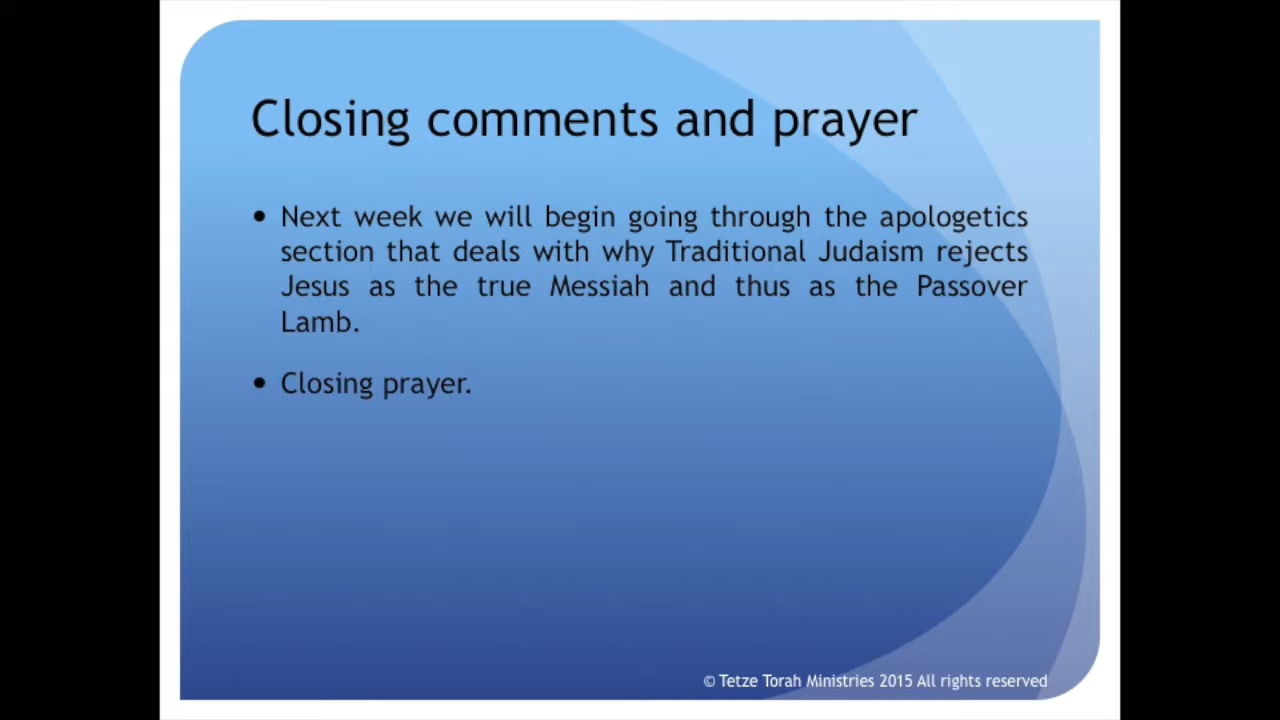 Closing comments and prayer
• Next week we will begin going through the apologetics
section that deals with why Traditional Judaism rejects
Jesus as the true Messiah and thus as the Passover
Lamb.
• Closing prayer.
© Tetze Torah Ministries 2015 All rights reserved